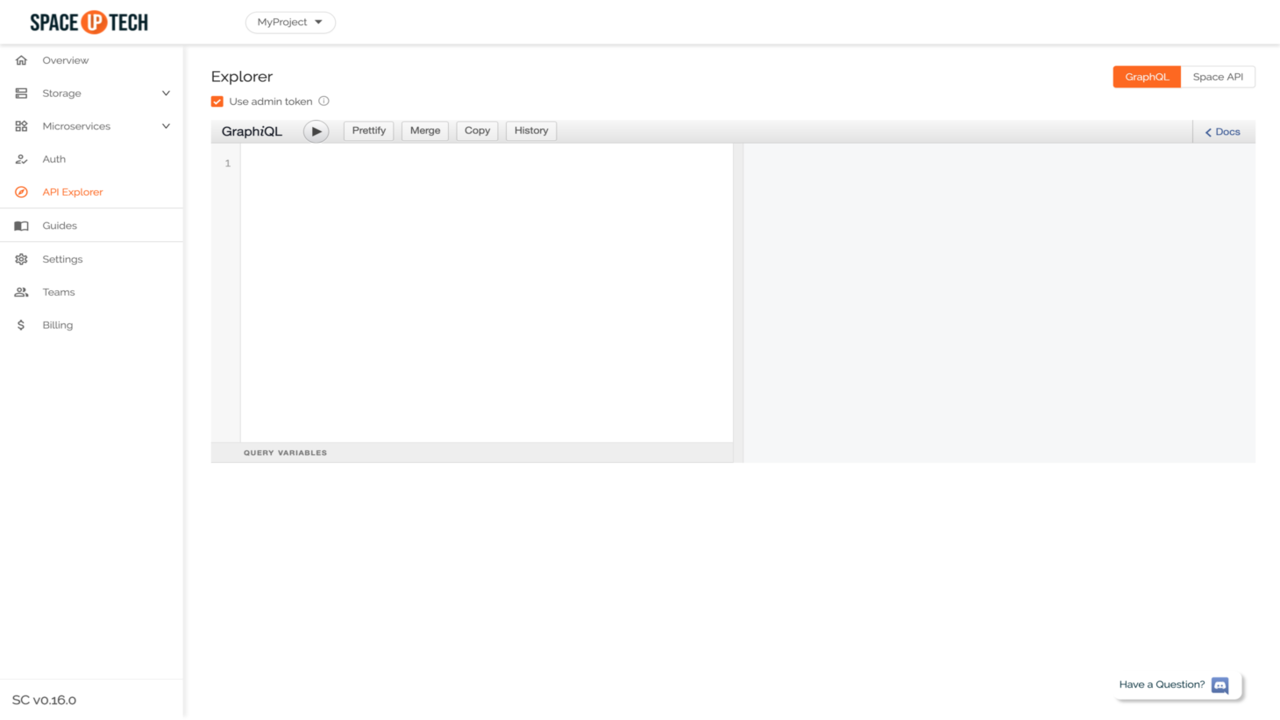 SPACE UP TECH
MyProject
Overview
Storage
Microservices
Auth
API Explorer
Guides
Settings
Teams
Billing
SC v0.16.0
Explorer
GraphQL Space API
Use admin token
GraphiQL Prettify Merge Copy History Docs
1
QUERY VARIABLES
Have a Question?